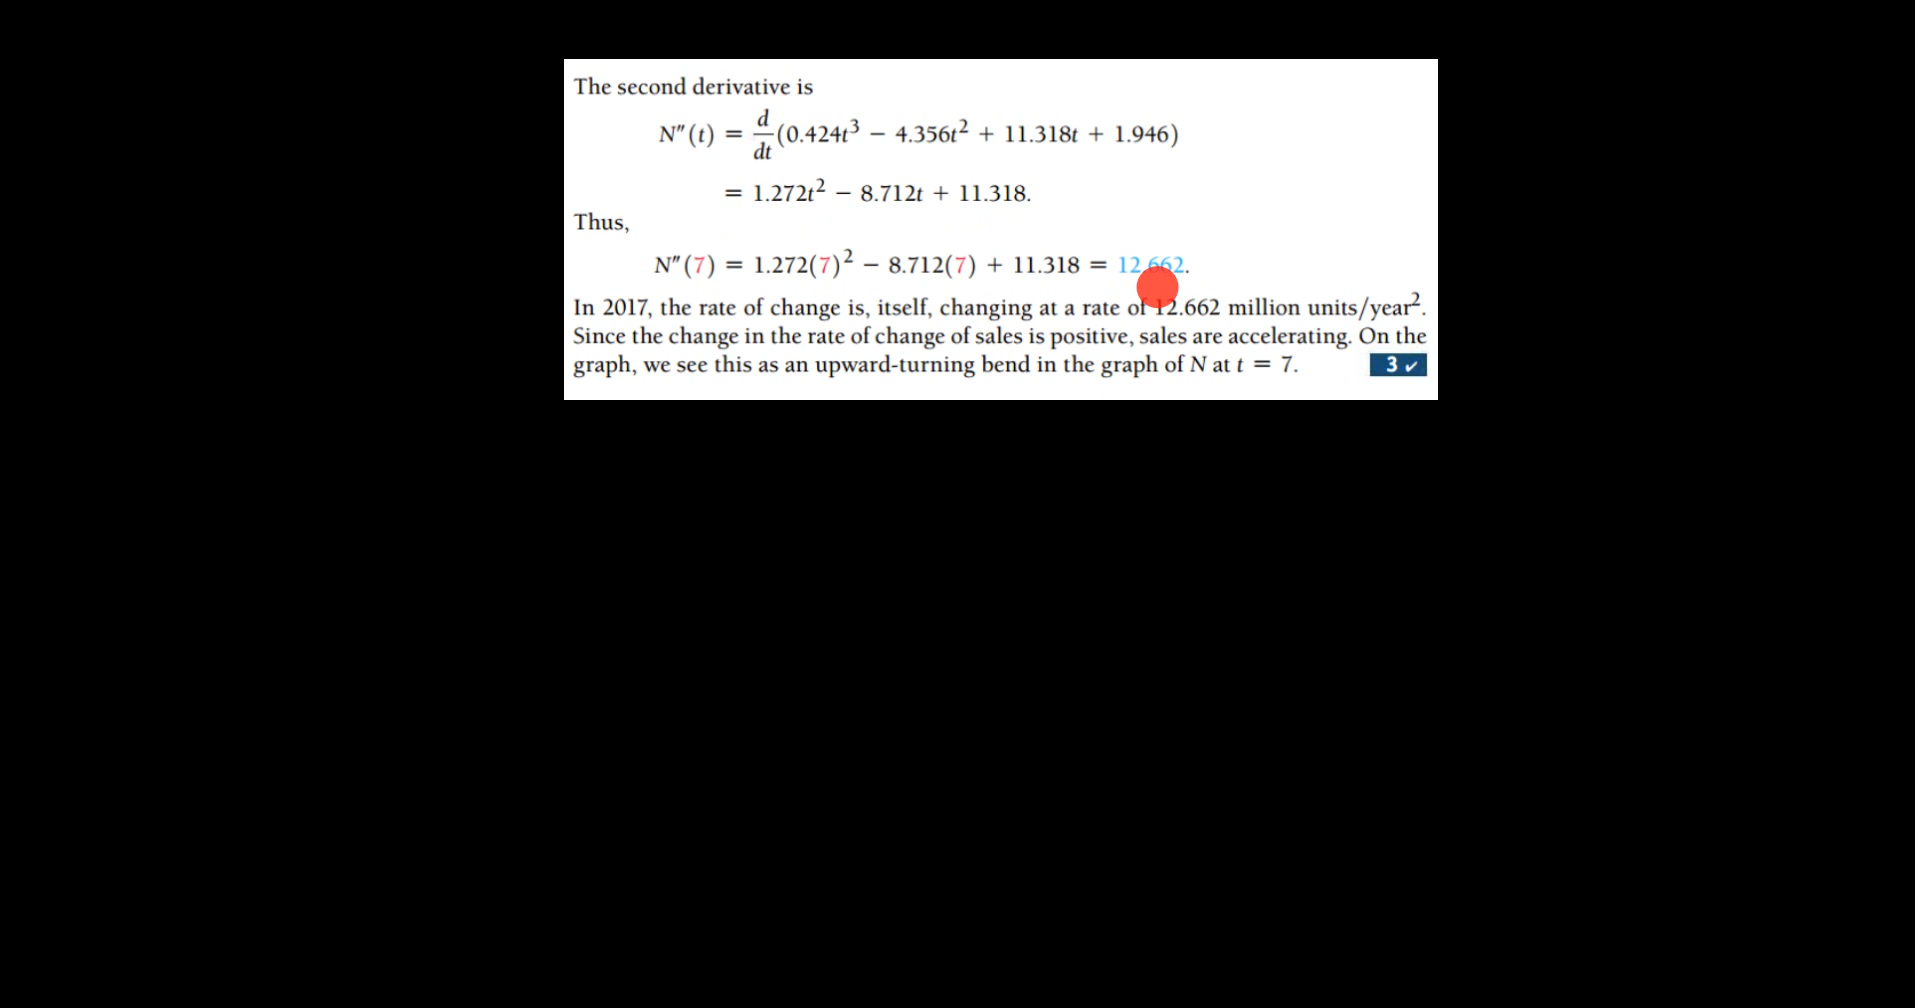 The second derivative is
N″(t) = d/dt (0.424t³ − 4.356t² + 11.318t + 1.946)
= 1.272t² − 8.712t + 11.318.
Thus,
N″(7) = 1.272(7)² − 8.712(7) + 11.318 = 12.662.
In 2017, the rate of change is, itself, changing at a rate of 12.662 million units/year².
Since the change in the rate of change of sales is positive, sales are accelerating. On the
graph, we see this as an upward-turning bend in the graph of N at t = 7.
3 ✓